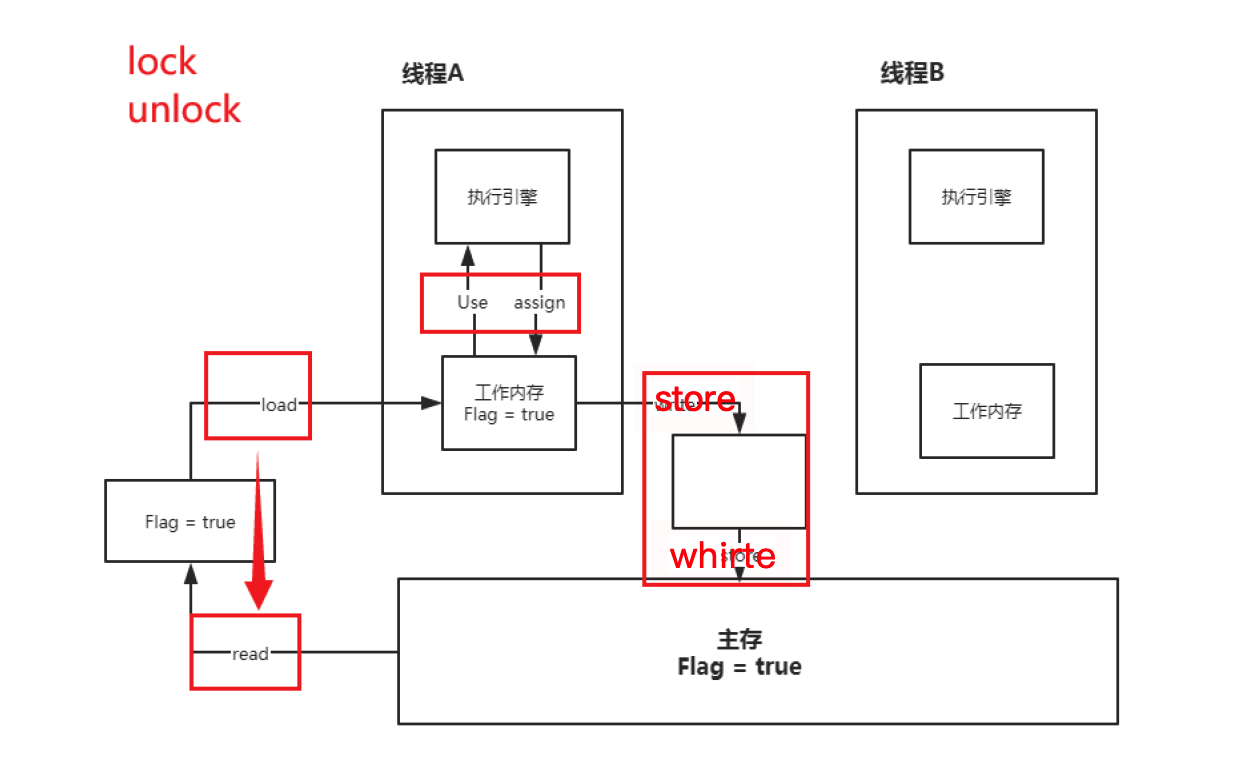 lock
unlock
线程A
线程B
执行引擎
执行引擎
Use assign
工作内存
Flag = true
工作内存
load
store
Flag = true
whirte
store
read
主存
Flag = true